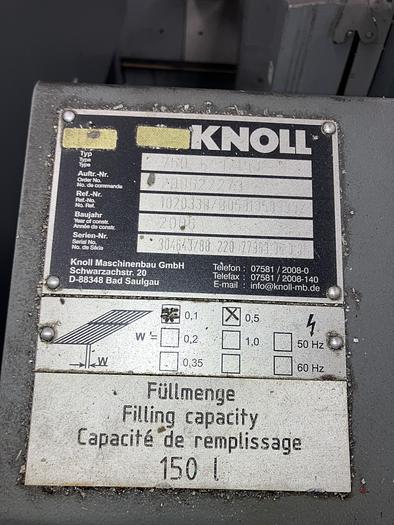 KNOLL
Typ
Type
Type
Auftr.-Nr.
Order No.
No. de commande
Ref.-Nr.
Ref.-No.
No. Ref.
Baujahr
Year of constr.
Année de constr.
2006
Serien-Nr.
Serial No.
No. de Série
Knoll Maschinenbau GmbH
Schwarzachstr. 20
D-88348 Bad Saulgau
Telefon : 07581 / 2008-0
Telefax : 07581 / 2008-140
E-mail : info@knoll-mb.de
W = 0,1 0,5
0,2 1,0 50 Hz
0,35 60 Hz
W
Füllmenge
Filling capacity
Capacité de remplissage
150 l